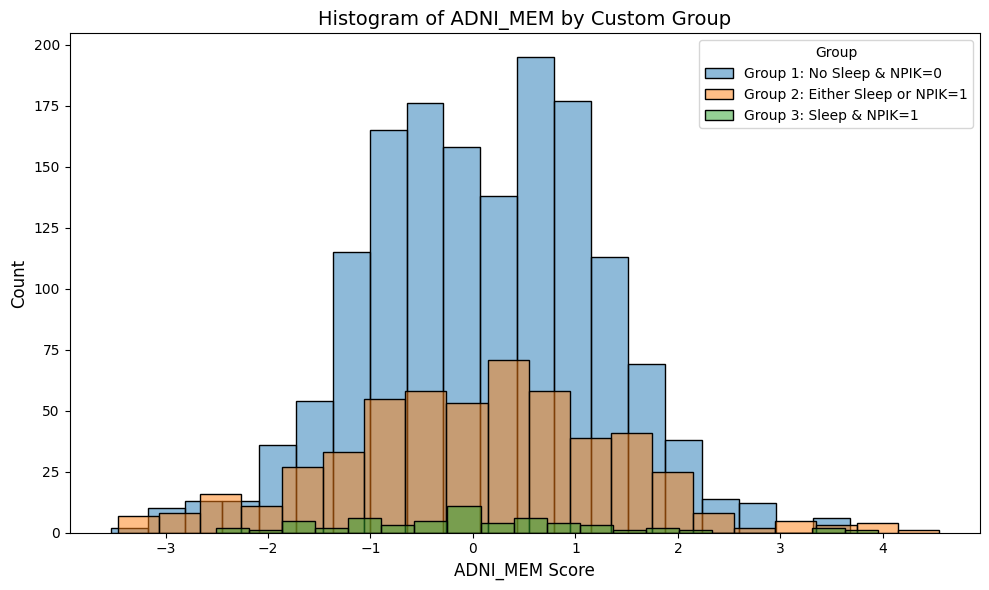 Histogram of ADNI_MEM by Custom Group
Group
Group 1: No Sleep & NPIK=0
Group 2: Either Sleep or NPIK=1
Group 3: Sleep & NPIK=1
Count
200
175
150
125
100
75
50
25
0
−3
−2
−1
0
1
2
3
4
ADNI_MEM Score